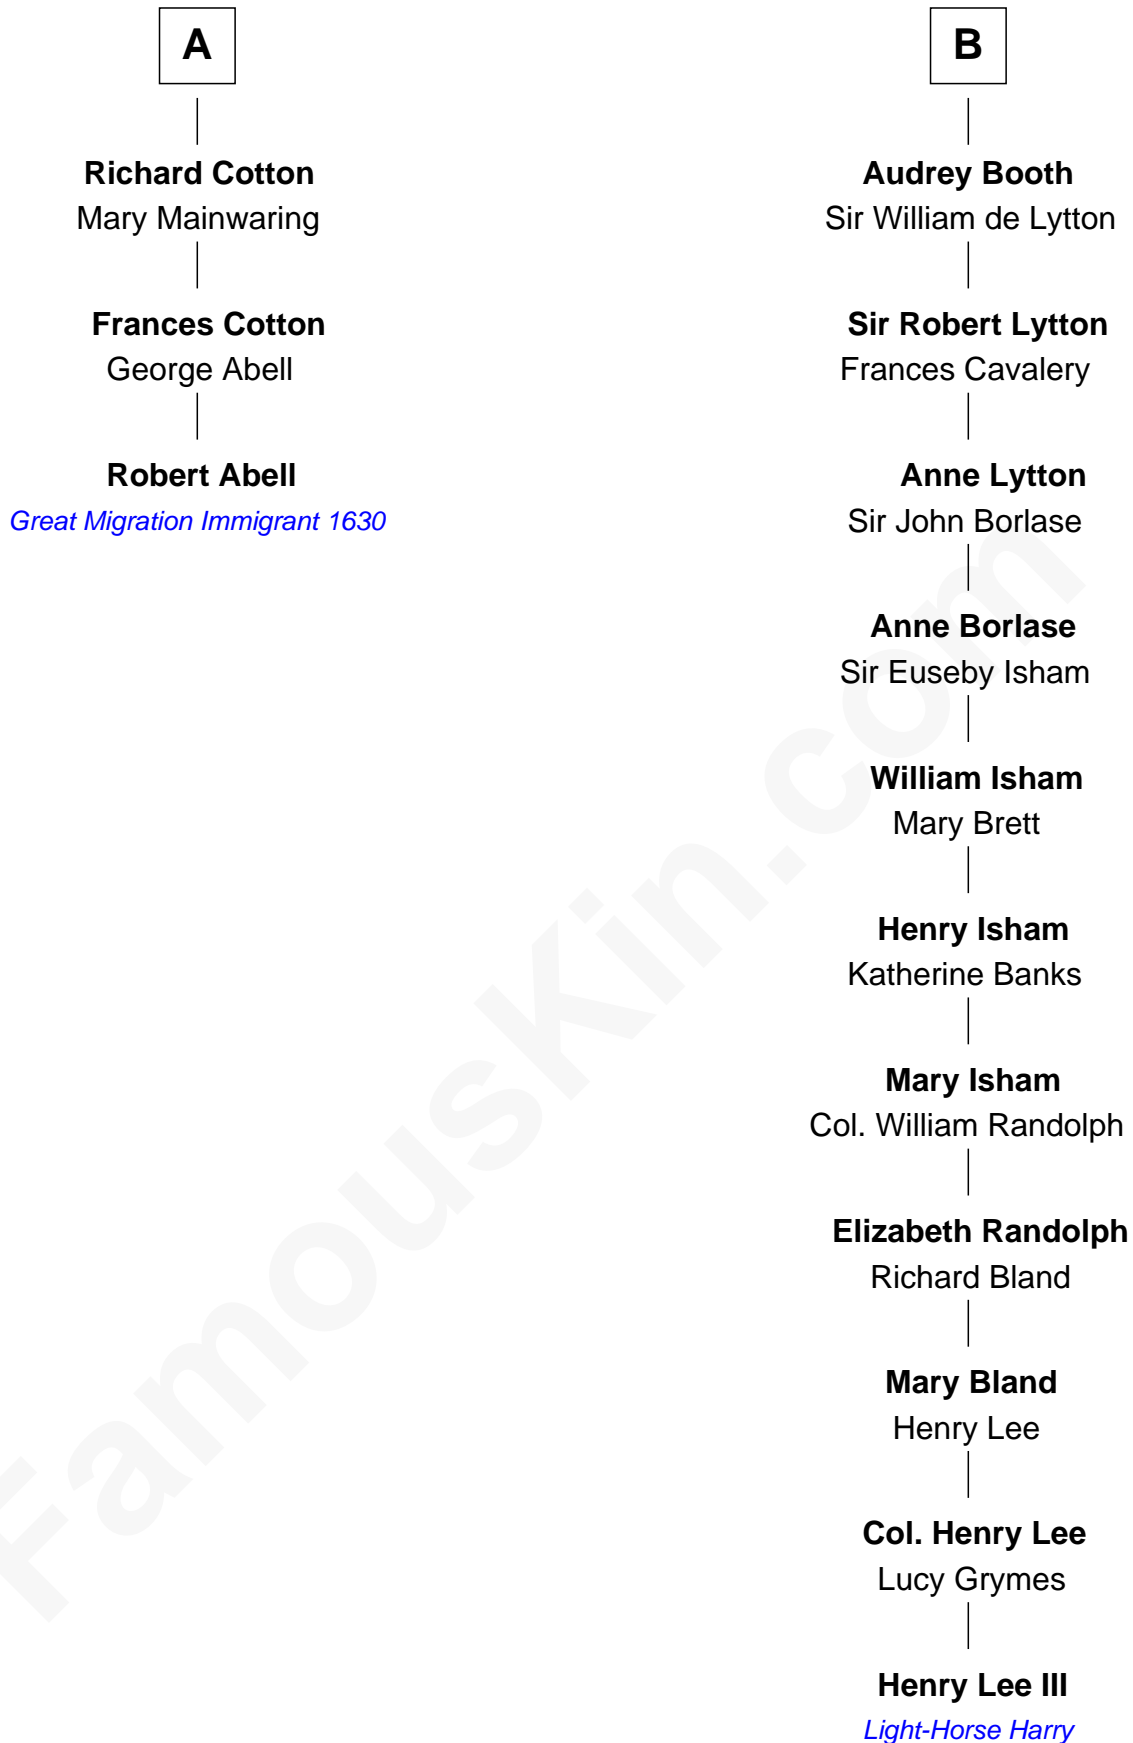 A
Richard Cotton
Mary Mainwaring
Frances Cotton
George Abell
Robert Abell
Great Migration Immigrant 1630
B
Audrey Booth
Sir William de Lytton
Sir Robert Lytton
Frances Cavalery
Anne Lytton
Sir John Borlase
Anne Borlase
Sir Euseby Isham
William Isham
Mary Brett
Henry Isham
Katherine Banks
Mary Isham
Col. William Randolph
Elizabeth Randolph
Richard Bland
Mary Bland
Henry Lee
Col. Henry Lee
Lucy Grymes
Henry Lee III
Light-Horse Harry
FamousKin.com